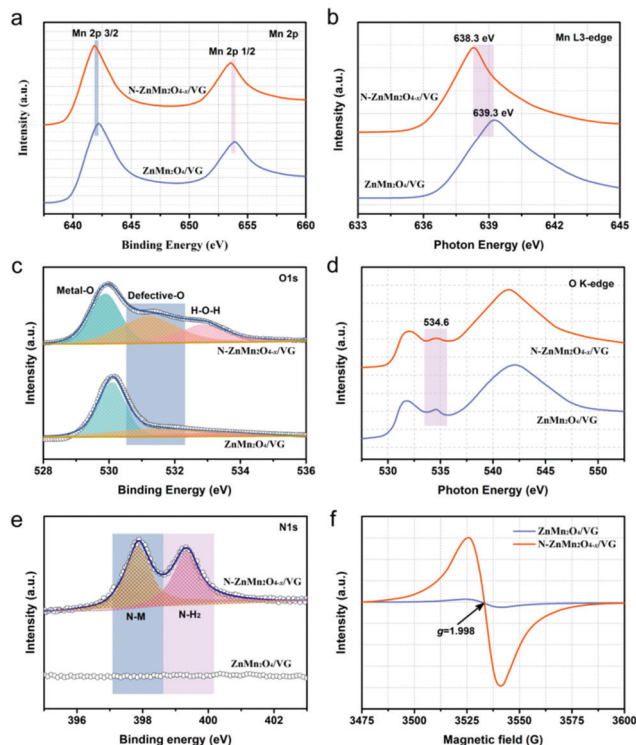 a
Mn 2p 3/2
Mn 2p
Mn 2p 1/2
N-ZnMn₂O₄₋ₓ/VG
ZnMn₂O₄/VG
Intensity (a.u.)
640 645 650 655 660
Binding Energy (eV)
b
638.3 eV
Mn L3-edge
N-ZnMn₂O₄₋ₓ/VG
639.3 eV
ZnMn₂O₄/VG
Intensity (a.u.)
633 636 639 642 645
Photon Energy (eV)
c
O1s
Metal-O
Defective-O
H-O-H
N-ZnMn₂O₄₋ₓ/VG
ZnMn₂O₄/VG
Intensity (a.u.)
528 530 532 534 536
Binding Energy (eV)
d
O K-edge
534.6
N-ZnMn₂O₄₋ₓ/VG
ZnMn₂O₄/VG
Intensity (a.u.)
530 535 540 545 550
Photon Energy (eV)
e
N1s
N-ZnMn₂O₄₋ₓ/VG
N-M
N-H₂
ZnMn₂O₄/VG
Intensity (a.u.)
396 398 400 402
Binding energy (eV)
f
ZnMn₂O₄/VG
N-ZnMn₂O₄₋ₓ/VG
g=1.998
Intensity (a.u.)
3475 3500 3525 3550 3575 3600
Magnetic field (G)